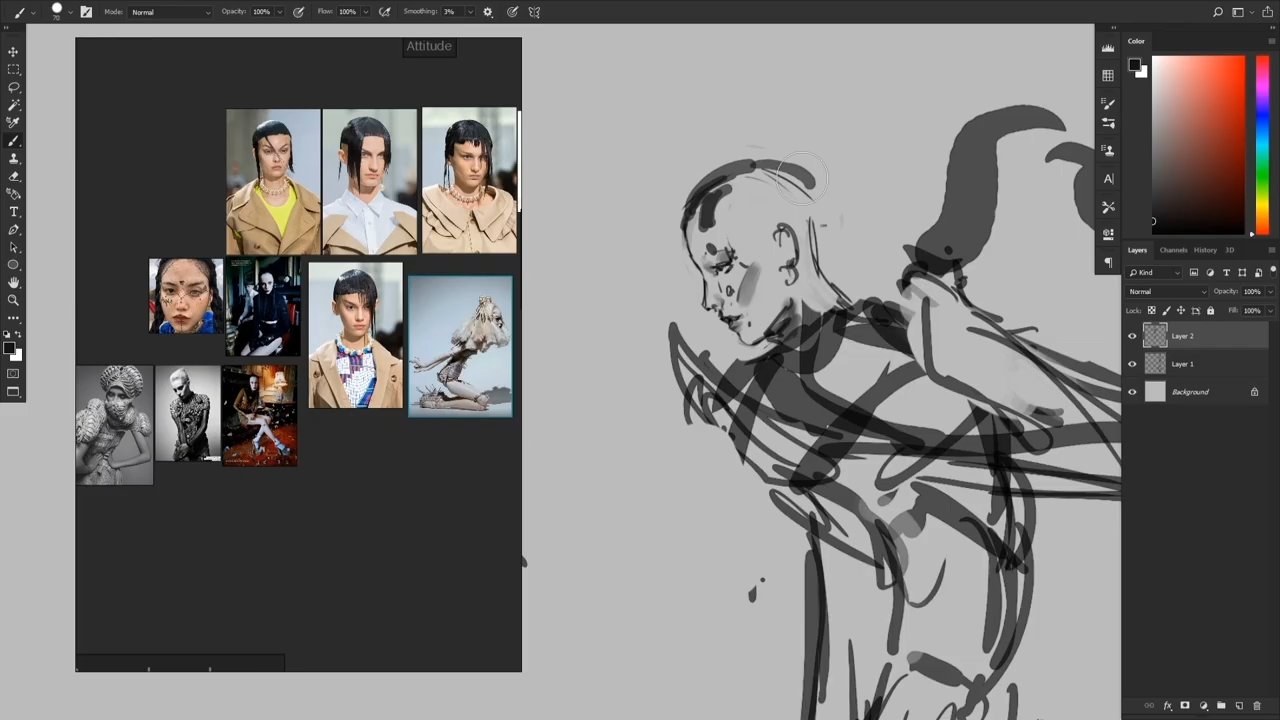 70
Mode: Normal
Opacity: 100%
Flow: 100%
Smoothing: 3%
Attitude
Color
Layers Channels History 3D
Kind
Normal
Opacity: 100%
Lock:
Fill: 100%
Layer 2
Layer 1
Background